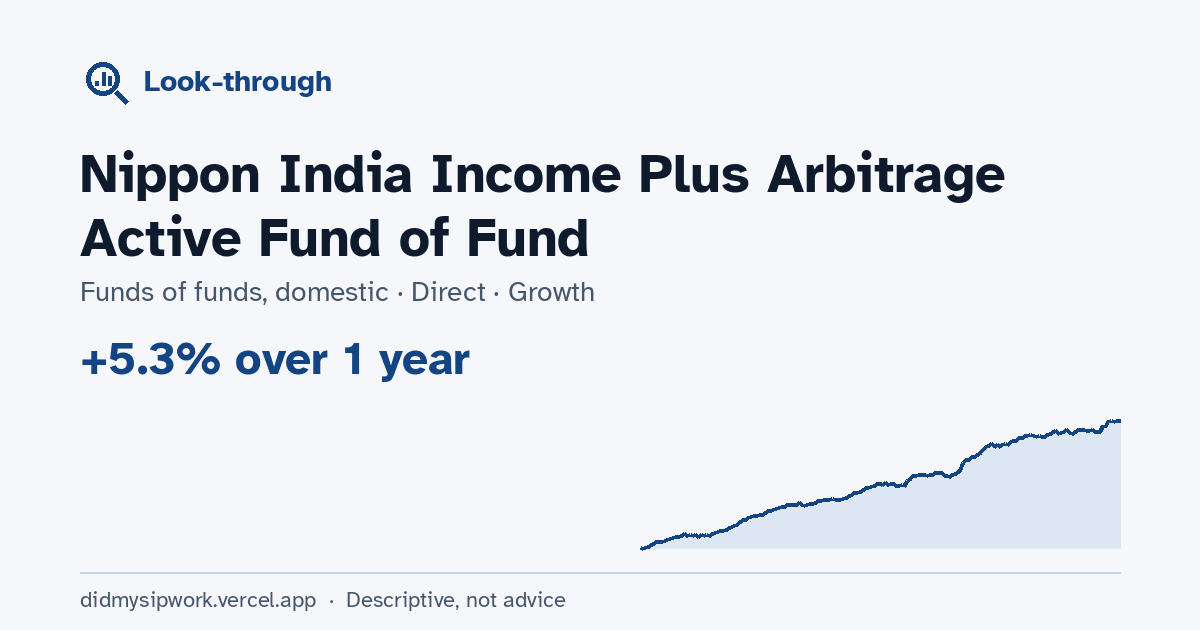 Look-through
Nippon India Income Plus Arbitrage
Active Fund of Fund
Funds of funds, domestic · Direct · Growth
+5.3% over 1 year
didmysipwork.vercel.app · Descriptive, not advice